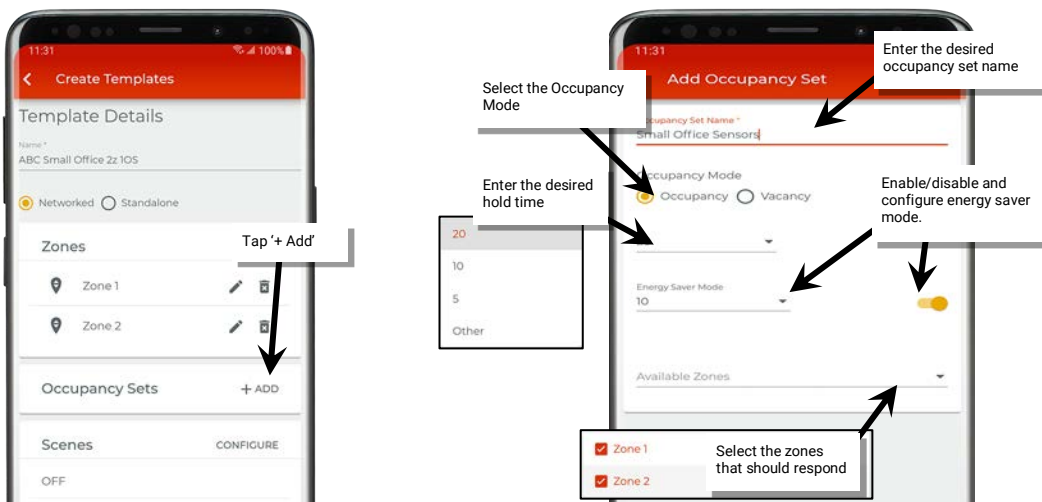 11:31
100%
Create Templates
Template Details
Name *
ABC Small Office 2z 1OS
Networked
Standalone
Zones
Tap ‘+ Add’
Zone 1
Zone 2
Occupancy Sets
+ ADD
Scenes
CONFIGURE
OFF
11:31
Add Occupancy Set
Enter the desired
occupancy set name
Select the Occupancy
Mode
Occupancy Set Name *
Small Office Sensors
Occupancy Mode
Occupancy
Vacancy
Enter the desired
hold time
Enable/disable and
configure energy saver
mode.
20
10
5
Other
Energy Saver Mode
10
Available Zones
Zone 1
Zone 2
Select the zones
that should respond